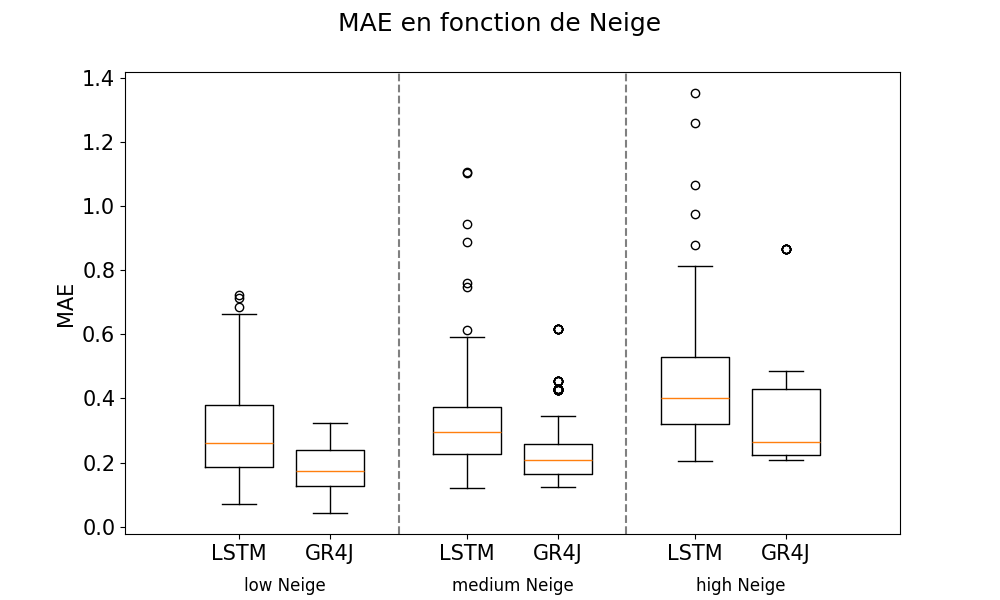 MAE en fonction de Neige
MAE
1.4
1.2
1.0
0.8
0.6
0.4
0.2
0.0
LSTM GR4J LSTM GR4J LSTM GR4J
low Neige medium Neige high Neige